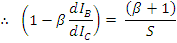 ∴ (1 − β dI_B/dI_C) = (β + 1)/S